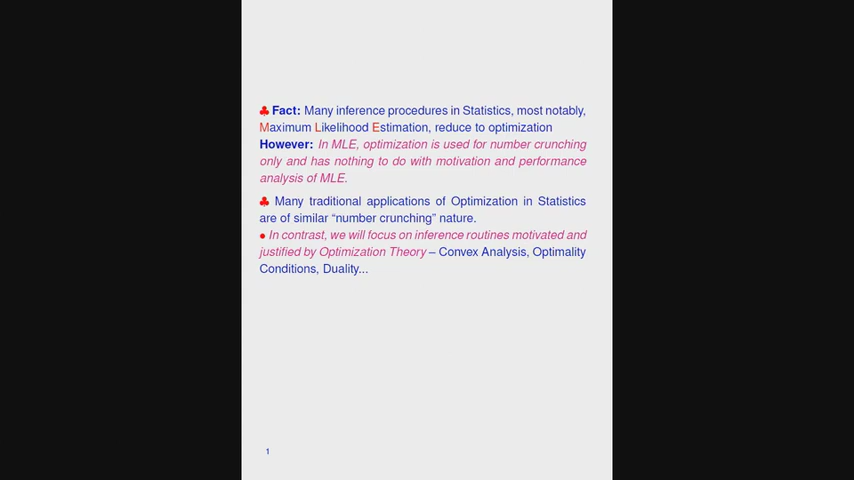 ♣ Fact: Many inference procedures in Statistics, most notably,
Maximum Likelihood Estimation, reduce to optimization
However: In MLE, optimization is used for number crunching
only and has nothing to do with motivation and performance
analysis of MLE.
♣ Many traditional applications of Optimization in Statistics
are of similar “number crunching” nature.
• In contrast, we will focus on inference routines motivated and
justified by Optimization Theory – Convex Analysis, Optimality
Conditions, Duality...
1